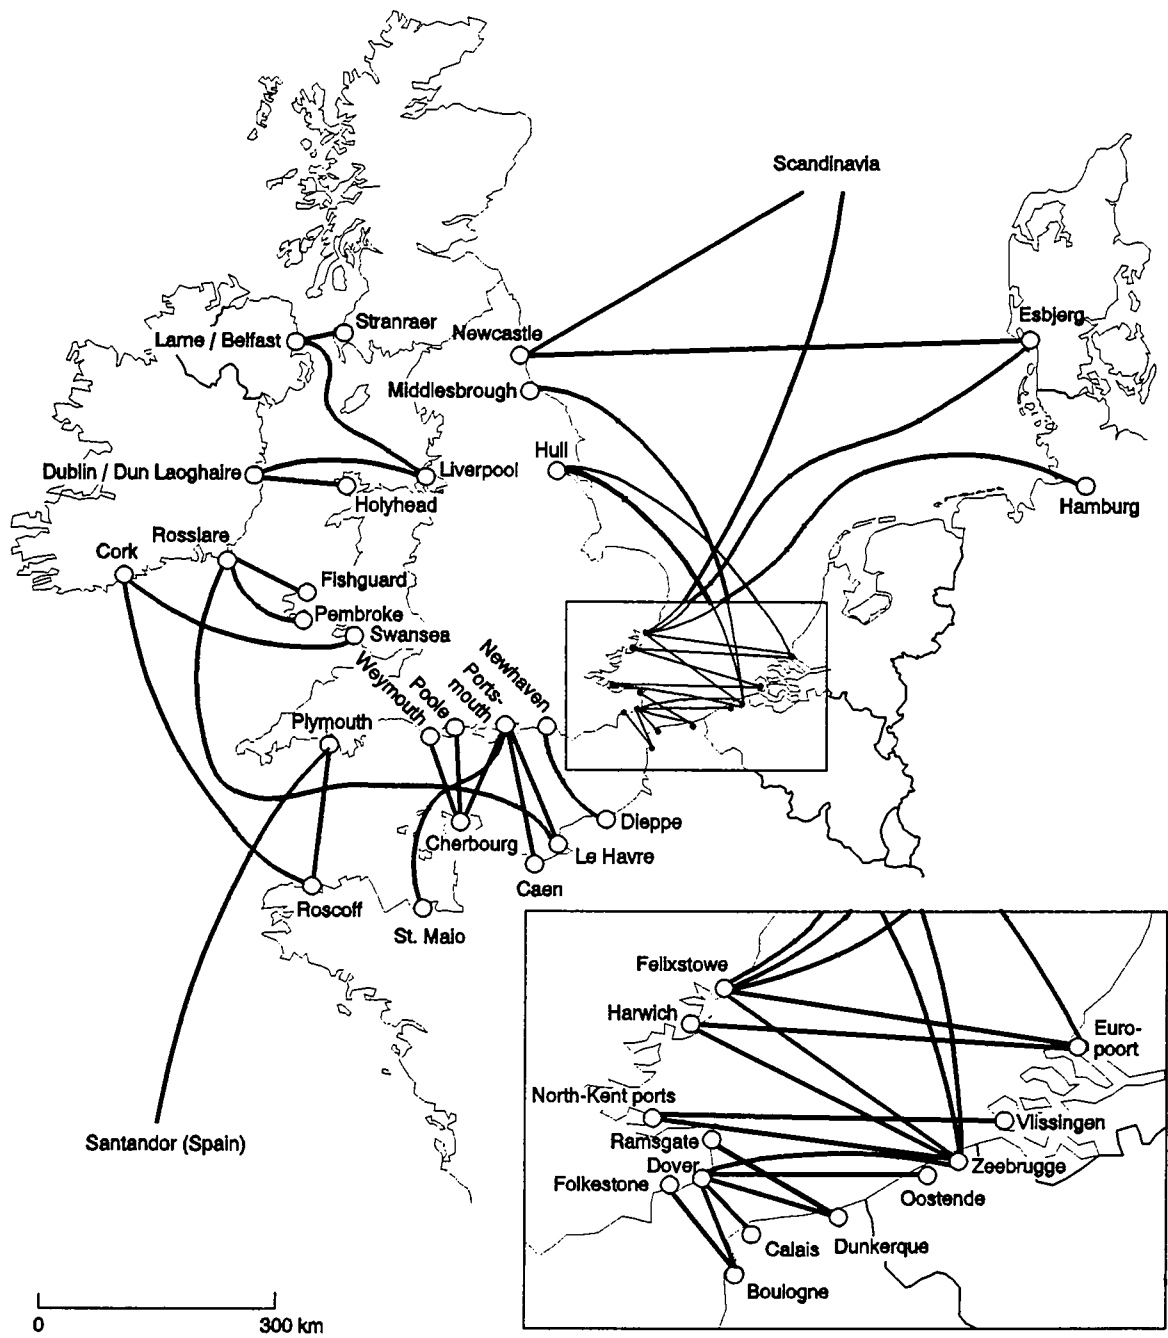 Scandinavia
Stranraer
Larne / Belfast
Newcastle
Esbjerg
Middlesbrough
Hull
Dublin / Dun Laoghaire
Liverpool
Holyhead
Hamburg
Rosslare
Cork
Fishguard
Pembroke
Swansea
Weymouth
Poole
Ports-
mouth
Newhaven
Plymouth
Dieppe
Cherbourg
Le Havre
Caen
Roscoff
St. Malo
Felixstowe
Harwich
Euro-
poort
North-Kent ports
Vlissingen
Ramsgate
Dover
Zeebrugge
Folkestone
Oostende
Calais
Dunkerque
Boulogne
Santandor (Spain)
0
300 km